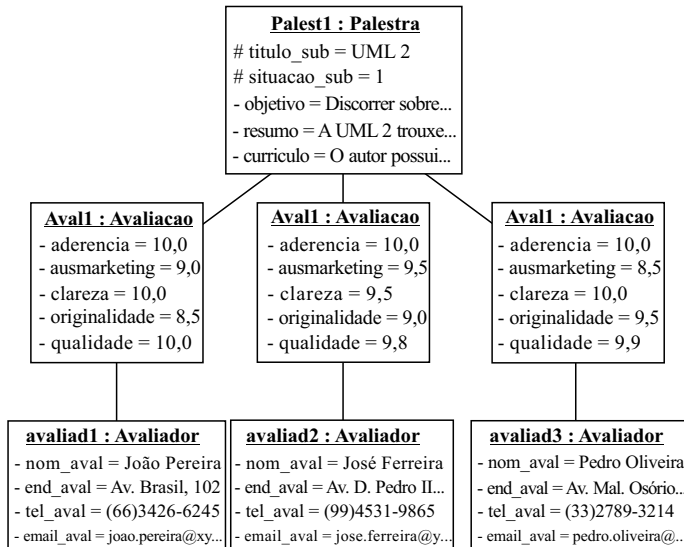 Palest1 : Palestra
# titulo_sub = UML 2
# situacao_sub = 1
- objetivo = Discorrer sobre...
- resumo = A UML 2 trouxe...
- curriculo = O autor possui...
Aval1 : Avaliacao
- aderencia = 10,0
- ausmarketing = 9,0
- clareza = 10,0
- originalidade = 8,5
- qualidade = 10,0
Aval1 : Avaliacao
- aderencia = 10,0
- ausmarketing = 9,5
- clareza = 9,5
- originalidade = 9,0
- qualidade = 9,8
Aval1 : Avaliacao
- aderencia = 10,0
- ausmarketing = 8,5
- clareza = 10,0
- originalidade = 9,5
- qualidade = 9,9
avaliad1 : Avaliador
- nom_aval = João Pereira
- end_aval = Av. Brasil, 102
- tel_aval = (66)3426-6245
- email_aval = joao.pereira@xy...
avaliad2 : Avaliador
- nom_aval = José Ferreira
- end_aval = Av. D. Pedro II...
- tel_aval = (99)4531-9865
- email_aval = jose.ferreira@y...
avaliad3 : Avaliador
- nom_aval = Pedro Oliveira
- end_aval = Av. Mal. Osório...
- tel_aval = (33)2789-3214
- email_aval = pedro.oliveira@...